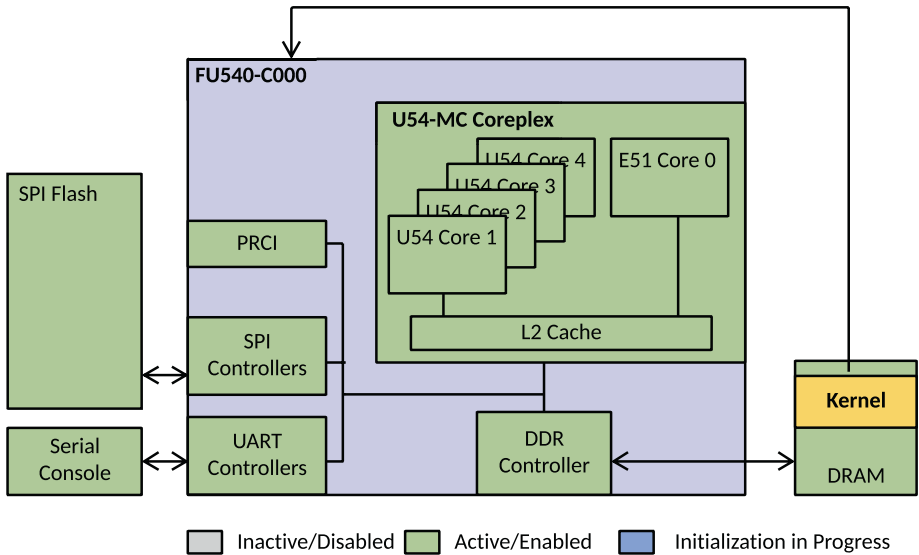 FU540-C000
U54-MC Coreplex
U54 Core 4
E51 Core 0
U54 Core 3
U54 Core 2
U54 Core 1
SPI Flash
PRCI
L2 Cache
SPI
Controllers
Kernel
Serial
Console
UART
Controllers
DDR
Controller
DRAM
Inactive/Disabled
Active/Enabled
Initialization in Progress